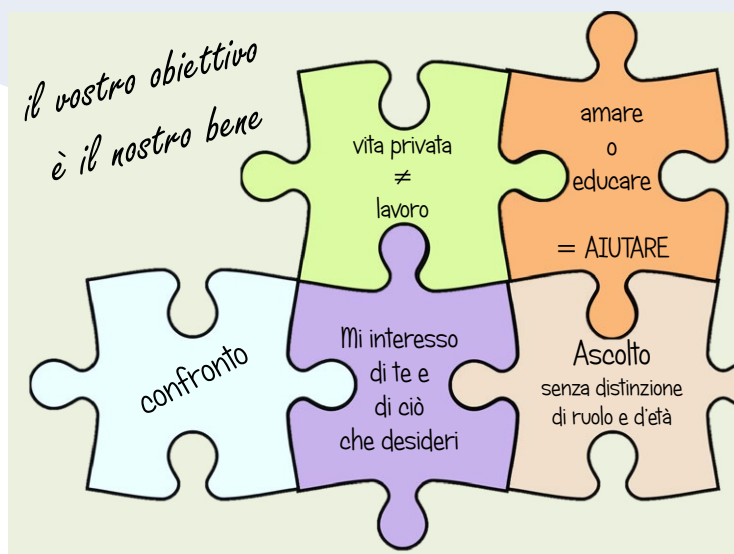 il vostro obiettivo
è il nostro bene
vita privata
≠
lavoro
amare
o
educare
= AIUTARE
confronto
Mi interesso
di te e
di ciò
che desideri
Ascolto
senza distinzione
di ruolo e d'età